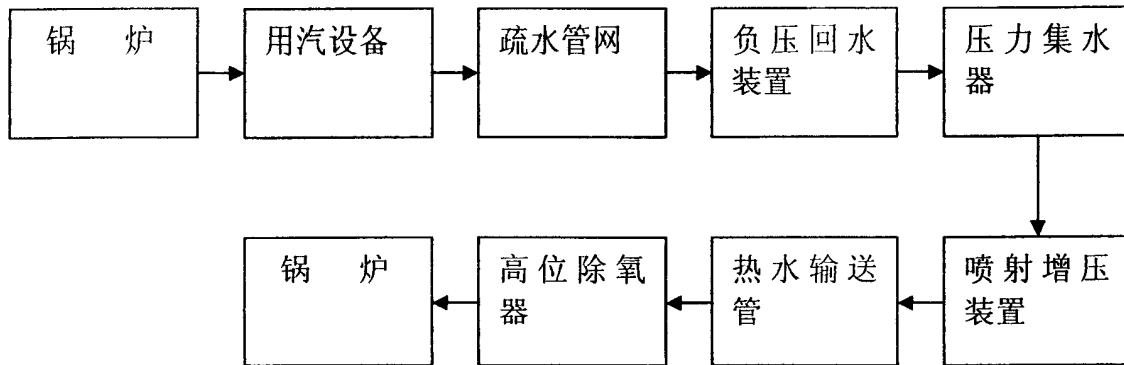 锅 炉
用汽设备
疏水管网
负压回水
装置
压力集水
器
喷射增压
装置
热水输送
管
高位除氧
器
锅 炉